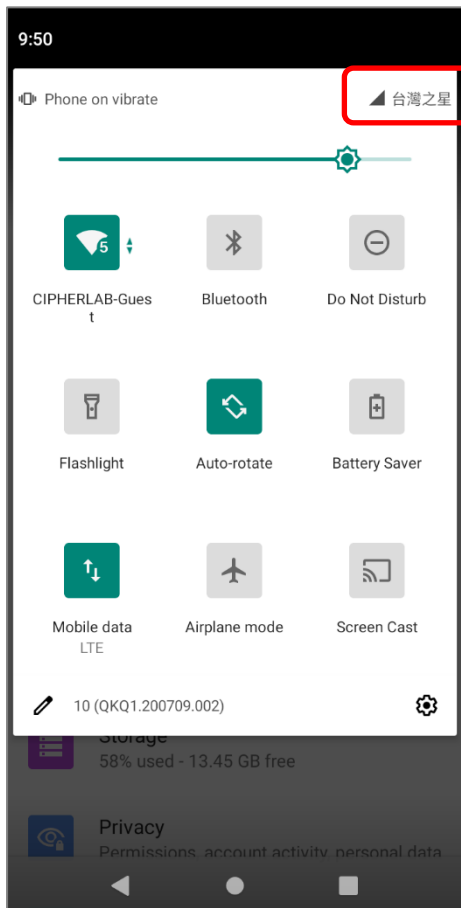 9:50
Phone on vibrate
台灣之星
5
CIPHERLAB-Gues
t
Bluetooth
Do Not Disturb
Flashlight
Auto-rotate
Battery Saver
Mobile data
LTE
Airplane mode
Screen Cast
10 (QKQ1.200709.002)
Storage
58% used - 13.45 GB free
Privacy
Permissions, account activity, personal data